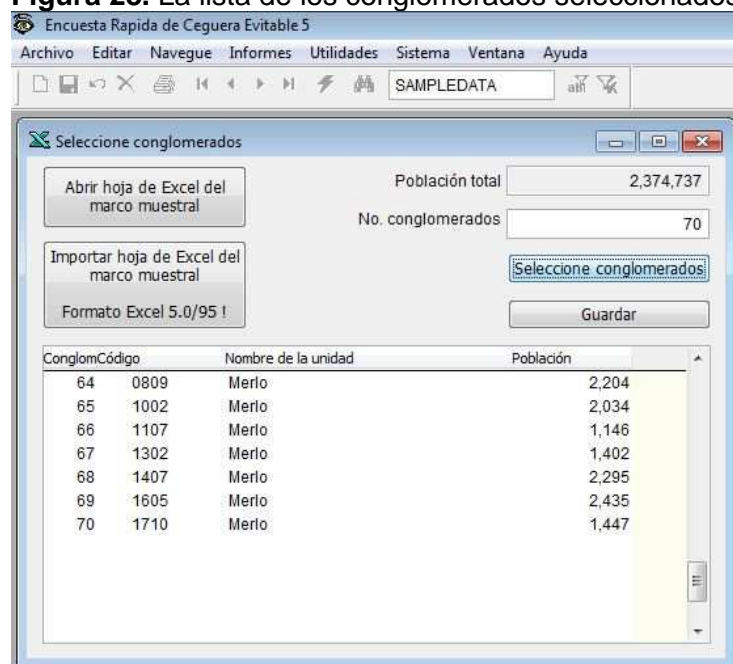 Figura 28. La lista de los conglomerados seleccionados
Encuesta Rapida de Ceguera Evitable 5
Archivo Editar Navegue Informes Utilidades Sistema Ventana Ayuda
SAMPLEDATA
Seleccione conglomerados
Abrir hoja de Excel del
marco muestral
Población total 2,374,737
No. conglomerados 70
Importar hoja de Excel del
marco muestral
Formato Excel 5.0/95 !
Seleccione conglomerados
Guardar
ConglomCódigo Nombre de la unidad Población
64 0809 Merlo 2,204
65 1002 Merlo 2,034
66 1107 Merlo 1,146
67 1302 Merlo 1,402
68 1407 Merlo 2,295
69 1605 Merlo 2,435
70 1710 Merlo 1,447